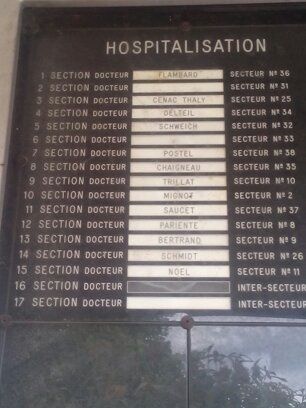 HOSPITALISATION
1 SECTION DOCTEUR FLAMBARD SECTEUR Nº 36
2 SECTION DOCTEUR SECTEUR Nº 31
3 SECTION DOCTEUR CENAC THALY SECTEUR Nº 25
4 SECTION DOCTEUR DELTEIL SECTEUR Nº 34
5 SECTION DOCTEUR SCHWEICH SECTEUR Nº 32
6 SECTION DOCTEUR SECTEUR Nº 33
7 SECTION DOCTEUR POSTEL SECTEUR Nº 38
8 SECTION DOCTEUR CHAIGNEAU SECTEUR Nº 35
9 SECTION DOCTEUR TRILLAT SECTEUR Nº 10
10 SECTION DOCTEUR MIGNOT SECTEUR Nº 2
11 SECTION DOCTEUR SAUCET SECTEUR Nº 37
12 SECTION DOCTEUR PARIENTE SECTEUR Nº 8
13 SECTION DOCTEUR BERTRAND SECTEUR Nº 9
14 SECTION DOCTEUR SCHMIDT SECTEUR Nº 26
15 SECTION DOCTEUR NOEL SECTEUR Nº 11
16 SECTION DOCTEUR INTER-SECTEUR
17 SECTION DOCTEUR INTER-SECTEUR